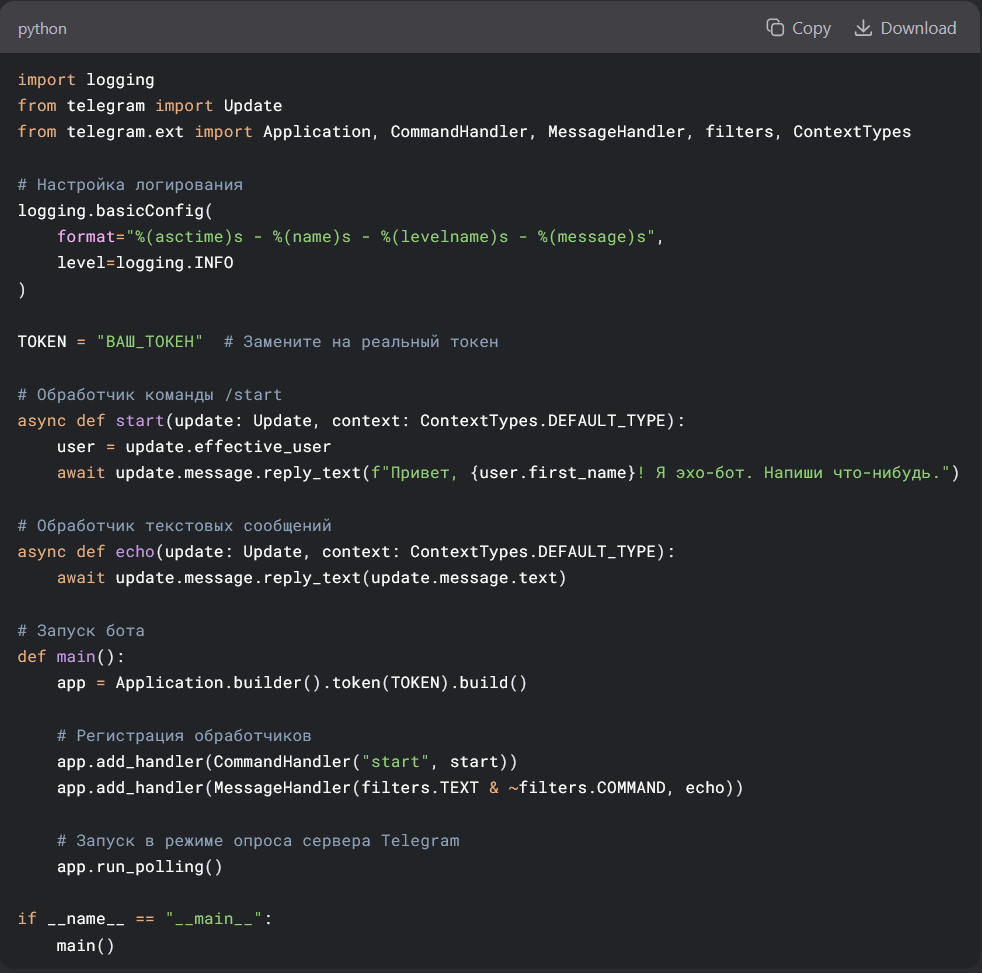 python
Copy
Download
import logging
from telegram import Update
from telegram.ext import Application, CommandHandler, MessageHandler, filters, ContextTypes
# Настройка логирования
logging.basicConfig(
    format="%(asctime)s - %(name)s - %(levelname)s - %(message)s",
    level=logging.INFO
)
TOKEN = "ВАШ_ТОКЕН"  # Замените на реальный токен
# Обработчик команды /start
async def start(update: Update, context: ContextTypes.DEFAULT_TYPE):
    user = update.effective_user
    await update.message.reply_text(f"Привет, {user.first_name}! Я эхо-бот. Напиши что-нибудь.")
# Обработчик текстовых сообщений
async def echo(update: Update, context: ContextTypes.DEFAULT_TYPE):
    await update.message.reply_text(update.message.text)
# Запуск бота
def main():
    app = Application.builder().token(TOKEN).build()
    # Регистрация обработчиков
    app.add_handler(CommandHandler("start", start))
    app.add_handler(MessageHandler(filters.TEXT & ~filters.COMMAND, echo))
    # Запуск в режиме опроса сервера Telegram
    app.run_polling()
if __name__ == "__main__":
    main()